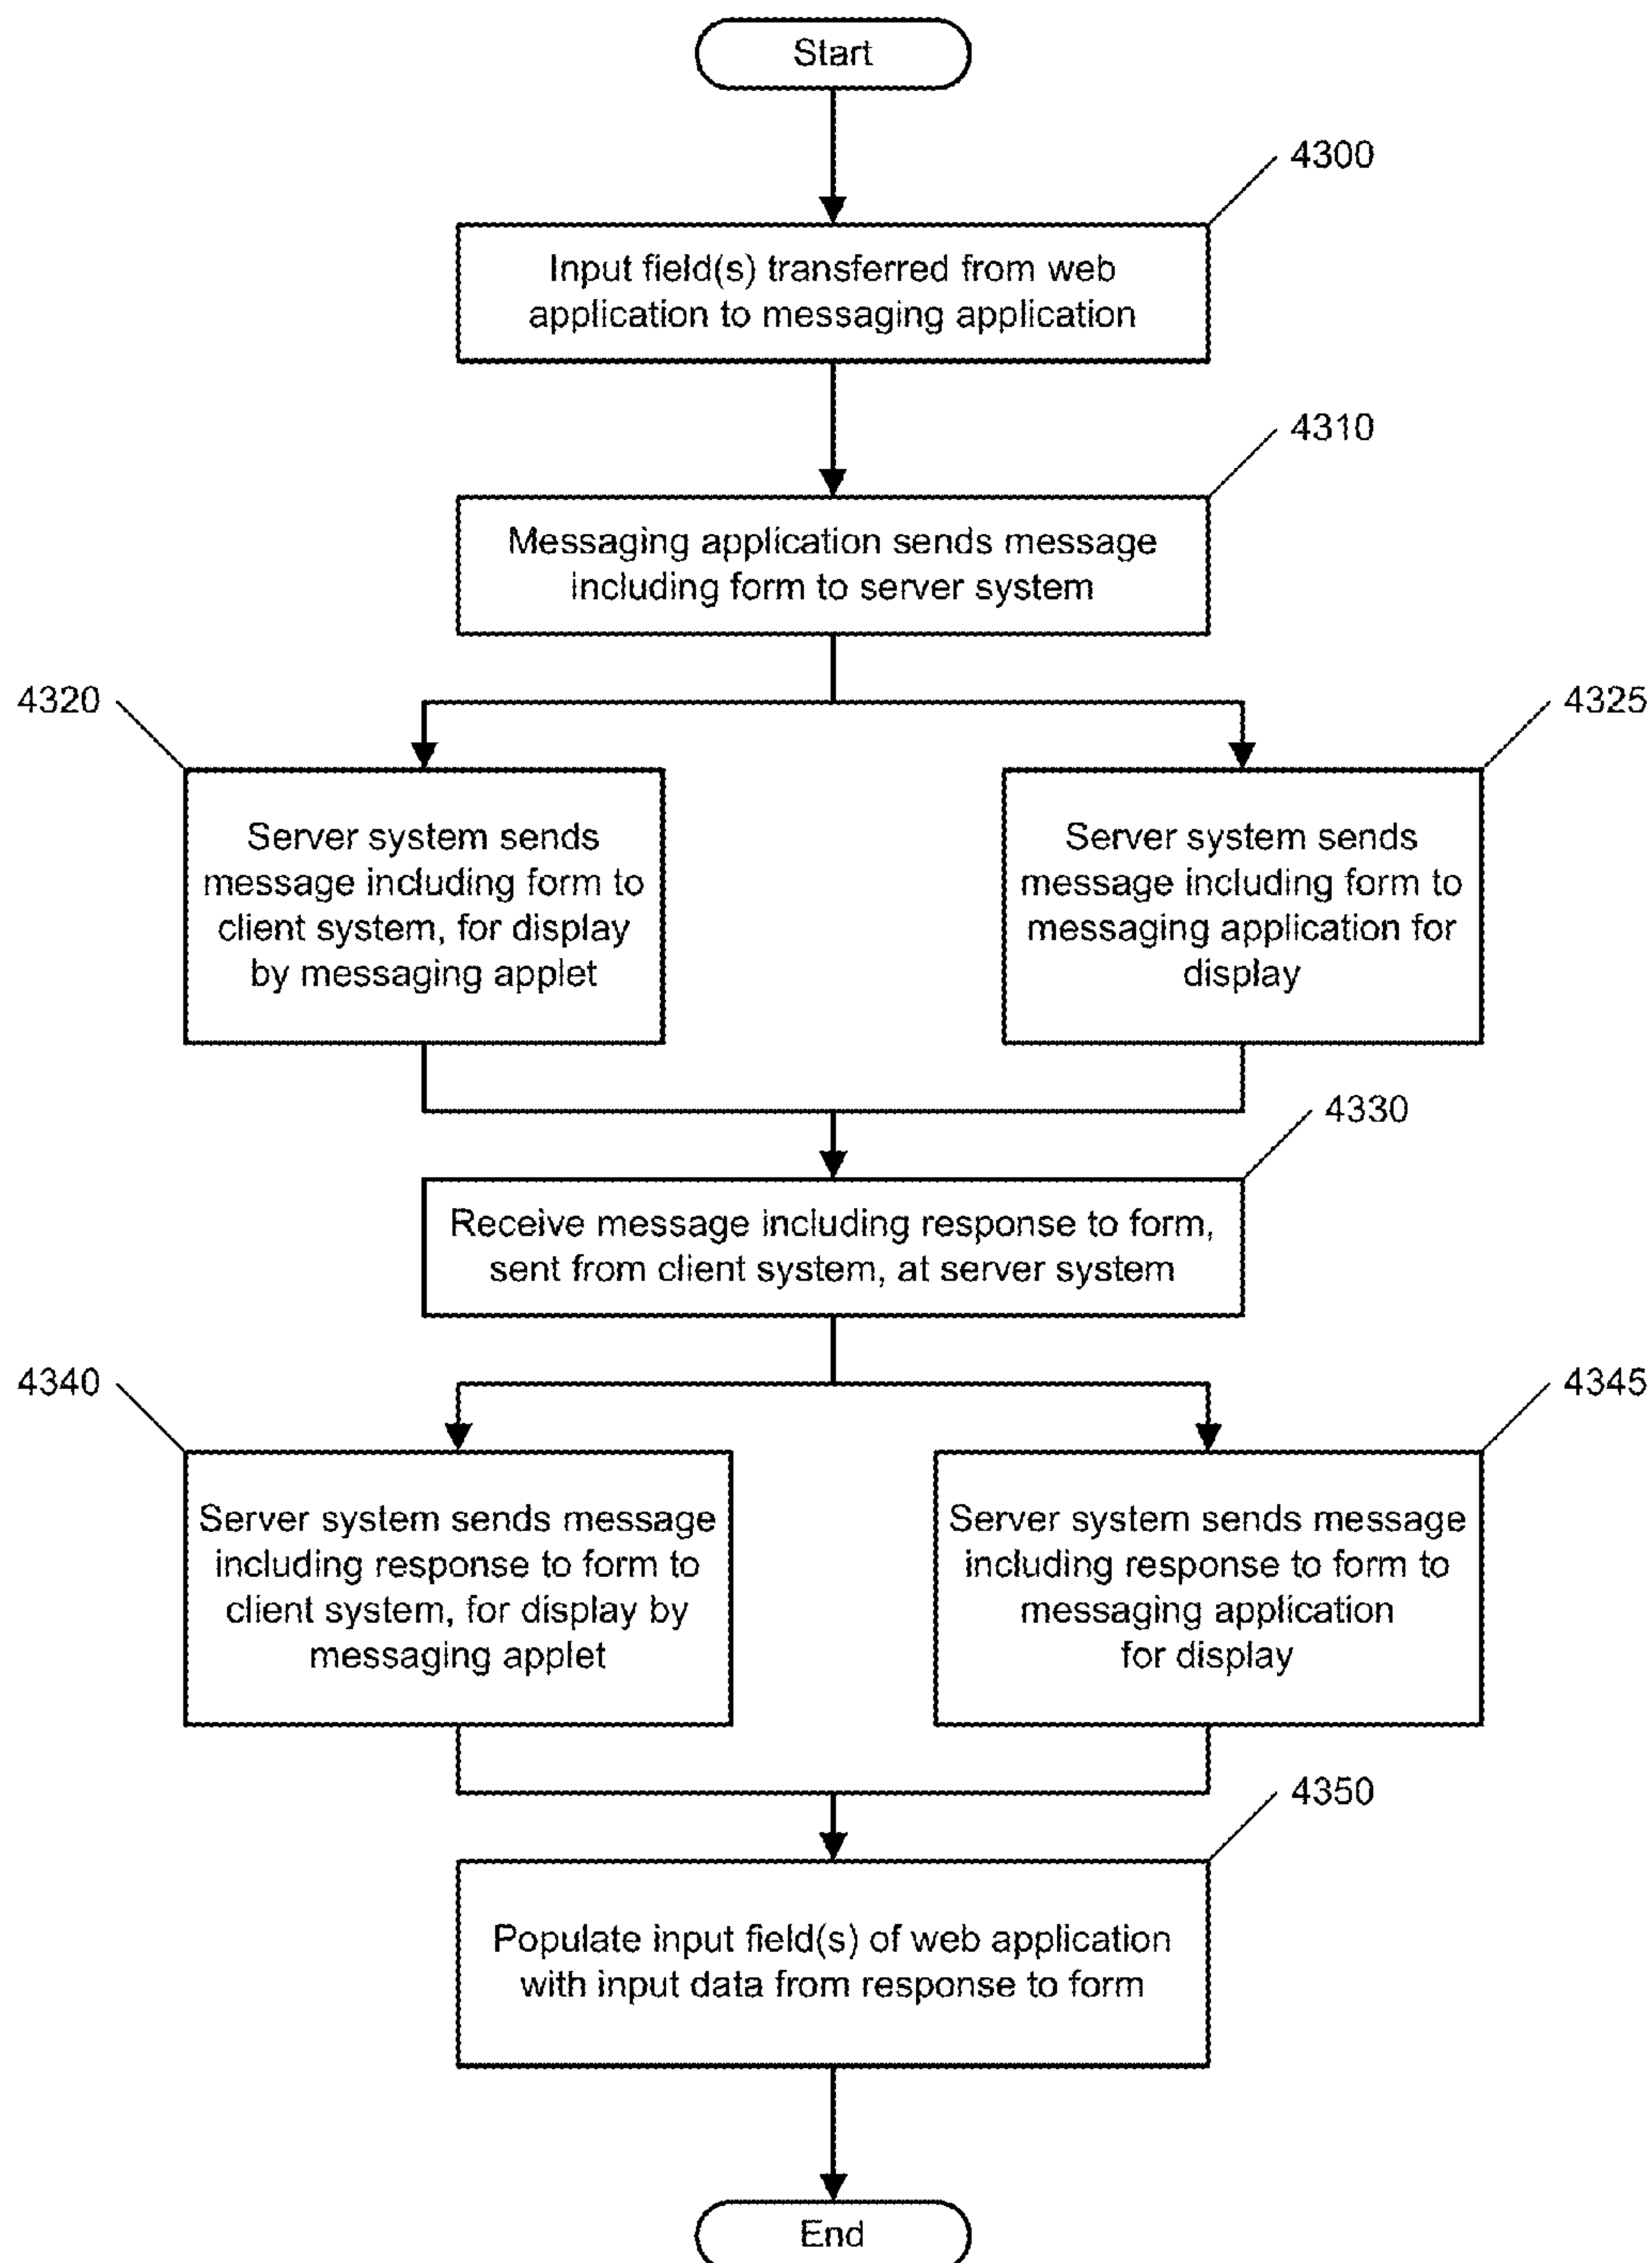 Start
4300
Input field(s) transferred from web
application to messaging application
4310
Messaging application sends message
including form to server system
4320
4325
Server system sends
message including form to
client system, for display
by messaging applet
Server system sends
message including form to
messaging application for
display
4330
Receive message including response to form,
sent from client system, at server system
4340
4345
Server system sends message
including response to form to
client system, for display by
messaging applet
Server system sends message
including response to form to
messaging application
for display
4350
Populate input field(s) of web application
with input data from response to form
End